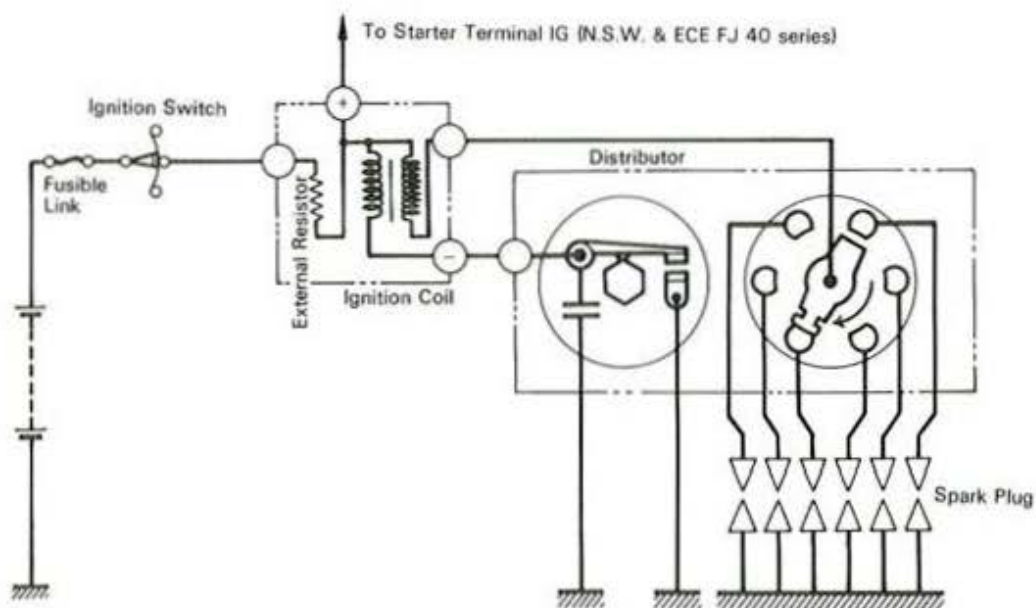 To Starter Terminal IG (N.S.W. & ECE FJ 40 series)
Ignition Switch
+
Distributor
Fusible
Link
External Resistor
−
Ignition Coil
Spark Plug